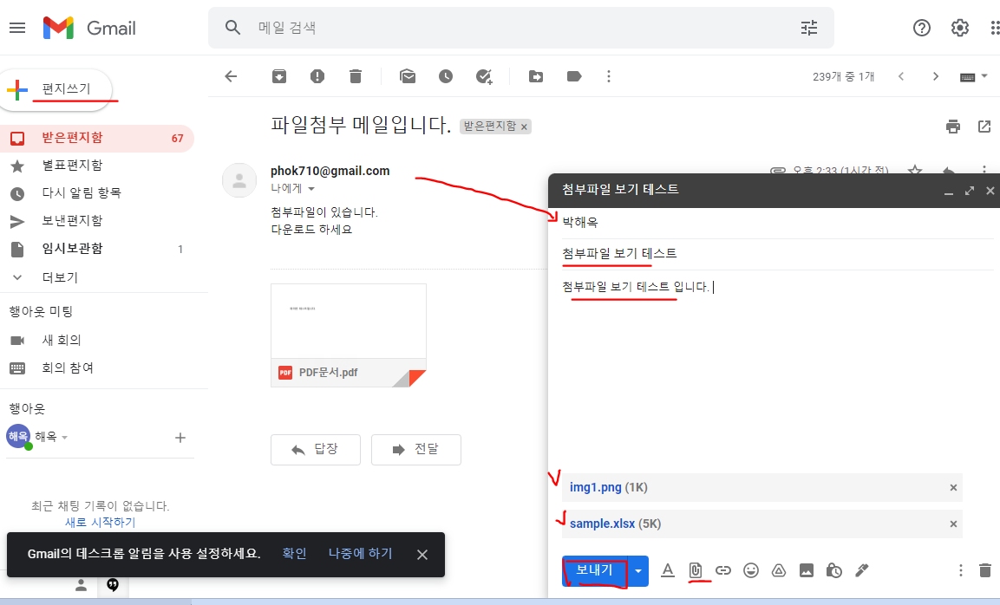 Gmail
메일 검색
편지쓰기
239개 중 1개
받은편지함 67
별표편지함
다시 알림 항목
보낸편지함
임시보관함 1
더보기
행아웃 미팅
새 회의
회의 참여
행아웃
해옥 해옥
최근 채팅 기록이 없습니다.
새로 시작하기
파일첨부 메일입니다. 받은편지함 ×
phok710@gmail.com
오후 2:33 (1시간 전)
나에게
첨부파일이 있습니다.
다운로드 하세요
PDF PDF문서.pdf
답장 전달
첨부파일 보기 테스트
박해옥
첨부파일 보기 테스트
첨부파일 보기 테스트 입니다.
img1.png (1K) ×
sample.xlsx (5K) ×
보내기
Gmail의 데스크톱 알림을 사용 설정하세요. 확인 나중에 하기